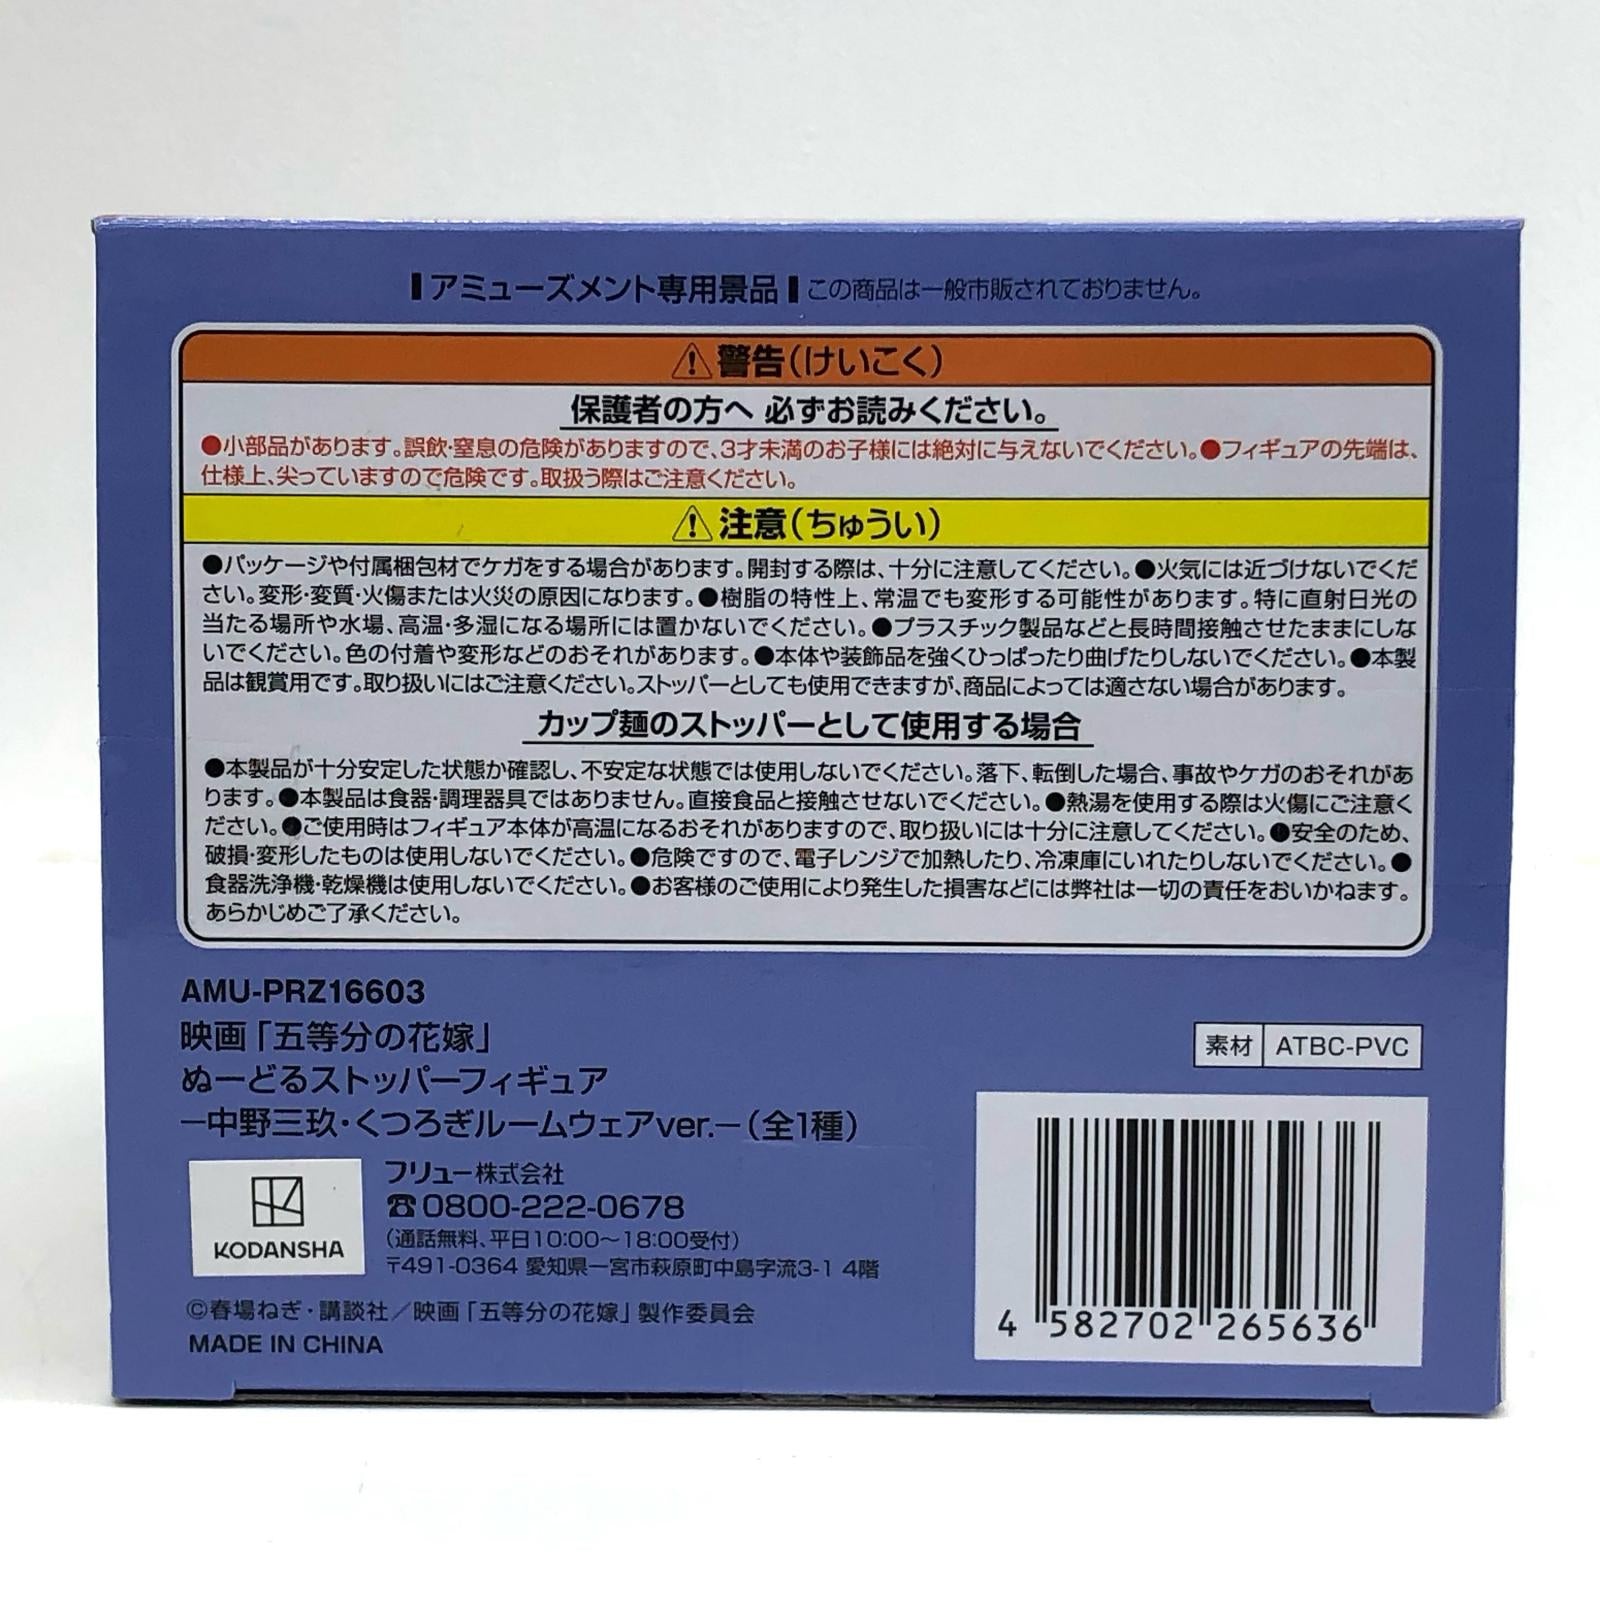 アミューズメント専用景品 この商品は一般市販されておりません。
⚠警告(けいこく)
保護者の方へ 必ずお読みください。
●小部品があります。誤飲・窒息の危険がありますので、3才未満のお子様には絶対に与えないでください。●フィギュアの先端は、
仕様上、尖っていますので危険です。取扱う際はご注意ください。
⚠注意(ちゅうい)
●パッケージや付属梱包材でケガをする場合があります。開封する際は、十分に注意してください。●火気には近づけないでくだ
さい。変形・変質・火傷または火災の原因になります。●樹脂の特性上、常温でも変形する可能性があります。特に直射日光の
当たる場所や水場、高温・多湿になる場所には置かないでください。●プラスチック製品などと長時間接触させたままにしな
いでください。色の付着や変形などのおそれがあります。●本体や装飾品を強くひっぱったり曲げたりしないでください。●本製
品は観賞用です。取り扱いにはご注意ください。ストッパーとしても使用できますが、商品によっては適さない場合があります。
カップ麺のストッパーとして使用する場合
●本製品が十分安定した状態か確認し、不安定な状態では使用しないでください。落下、転倒した場合、事故やケガのおそれがあ
ります。●本製品は食器・調理器具ではありません。直接食品と接触させないでください。●熱湯を使用する際は火傷にご注意く
ださい。●ご使用時はフィギュア本体が高温になるおそれがありますので、取り扱いには十分に注意してください。●安全のため、
破損・変形したものは使用しないでください。●危険ですので、電子レンジで加熱したり、冷凍庫にいれたりしないでください。●
食器洗浄機・乾燥機は使用しないでください。●お客様のご使用により発生した損害などには弊社は一切の責任をおいかねます。
あらかじめご了承ください。
AMU-PRZ16603
映画「五等分の花嫁」
ぬーどるストッパーフィギュア
－中野三玖・くつろぎルームウェアver.－(全1種)
素材 ATBC-PVC
KODANSHA
フリュー株式会社
☎0800-222-0678
(通話無料、平日10:00～18:00受付)
〒491-0364 愛知県一宮市萩原町中島字流3-1 4階
©春場ねぎ・講談社／映画「五等分の花嫁」製作委員会
MADE IN CHINA
4 582702 265636